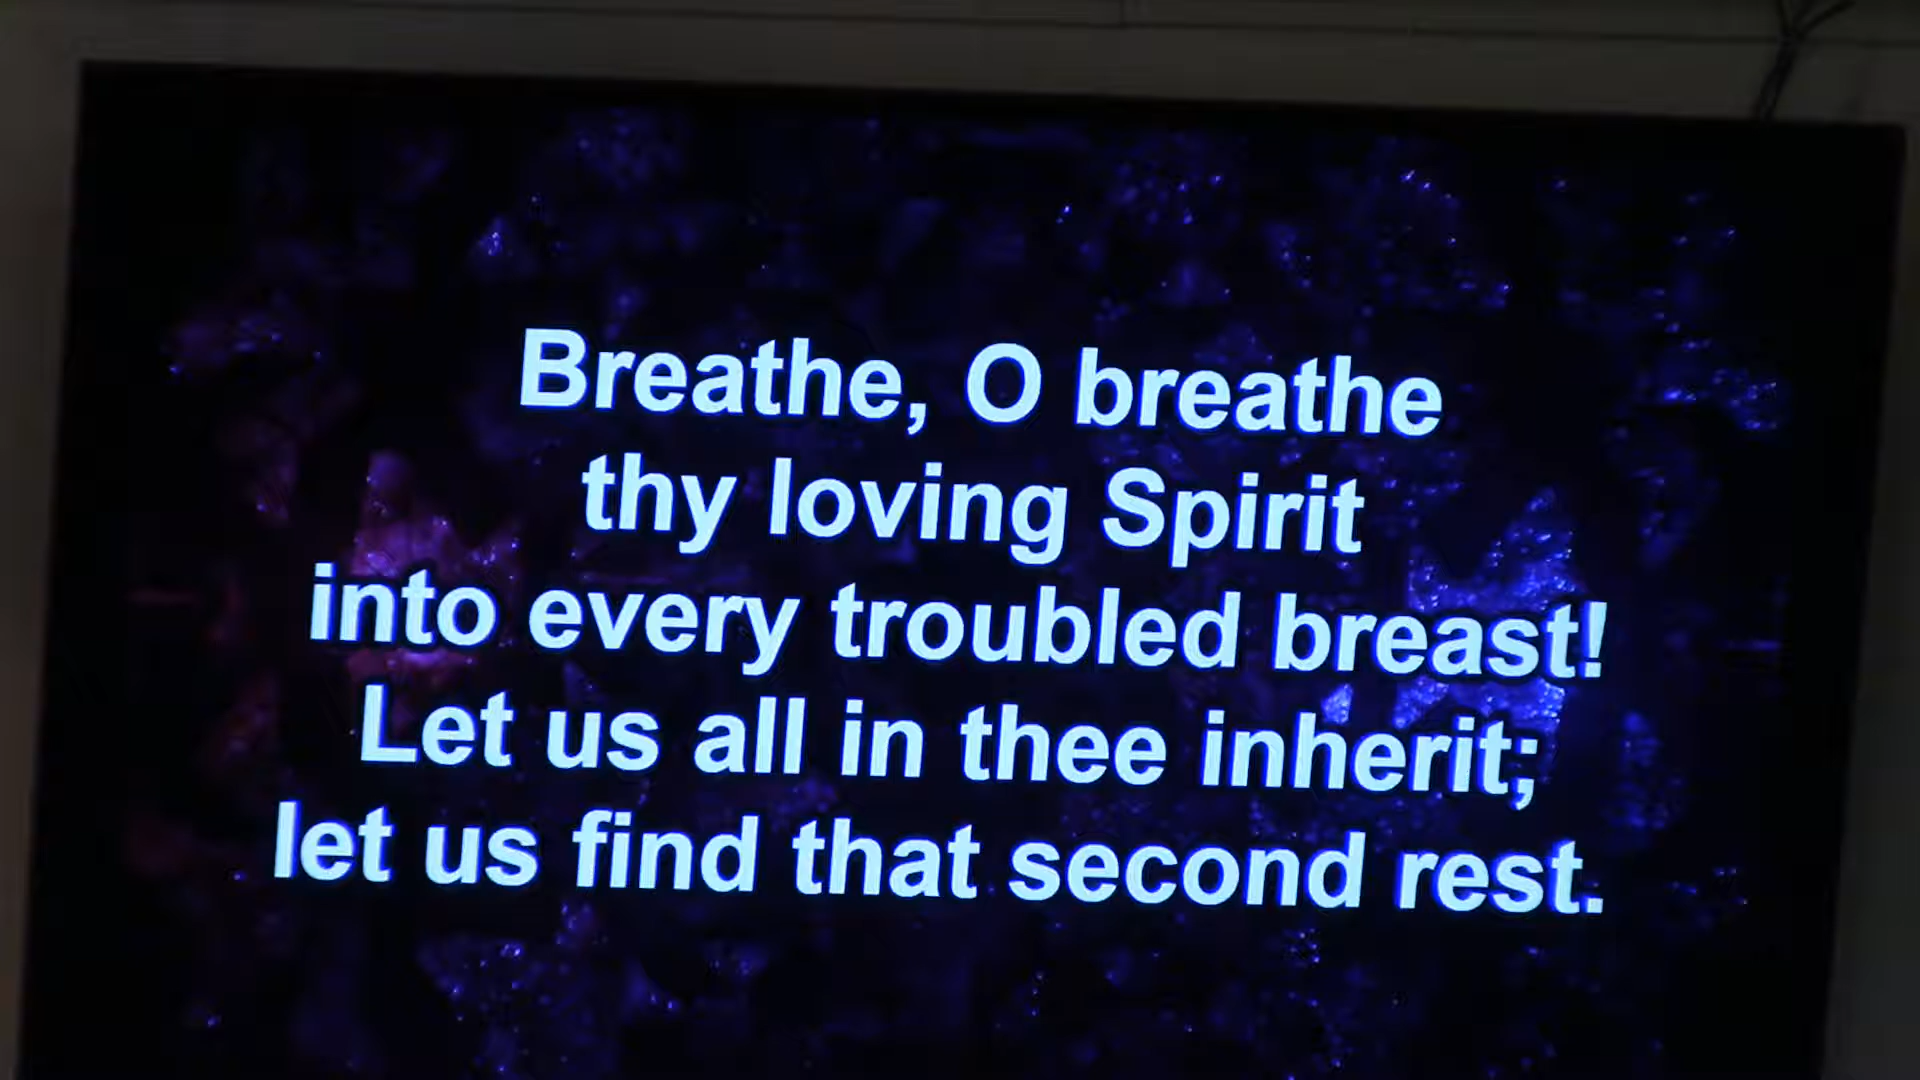 Breathe, O breathe
thy loving Spirit
into every troubled breast!
Let us all in thee inherit;
let us find that second rest.